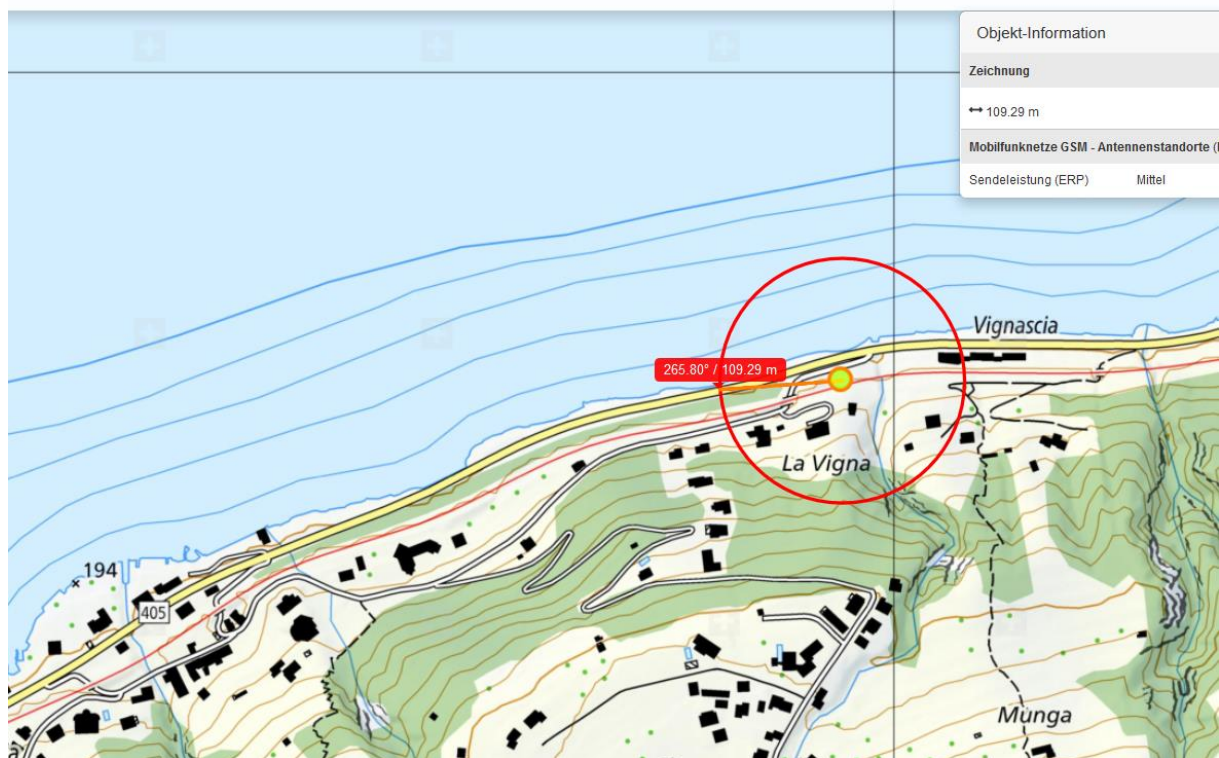 Objekt-Information
Zeichnung
↔ 109.29 m
Mobilfunknetze GSM - Antennenstandorte (
Sendeleistung (ERP) Mittel
Vignascia
265.80° / 109.29 m
La Vigna
194
405
Munga